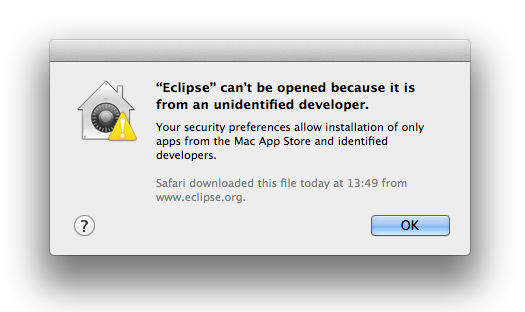 “Eclipse” can't be opened because it is
from an unidentified developer.
Your security preferences allow installation of only
apps from the Mac App Store and identified
developers.
Safari downloaded this file today at 13:49 from
www.eclipse.org.
?
OK